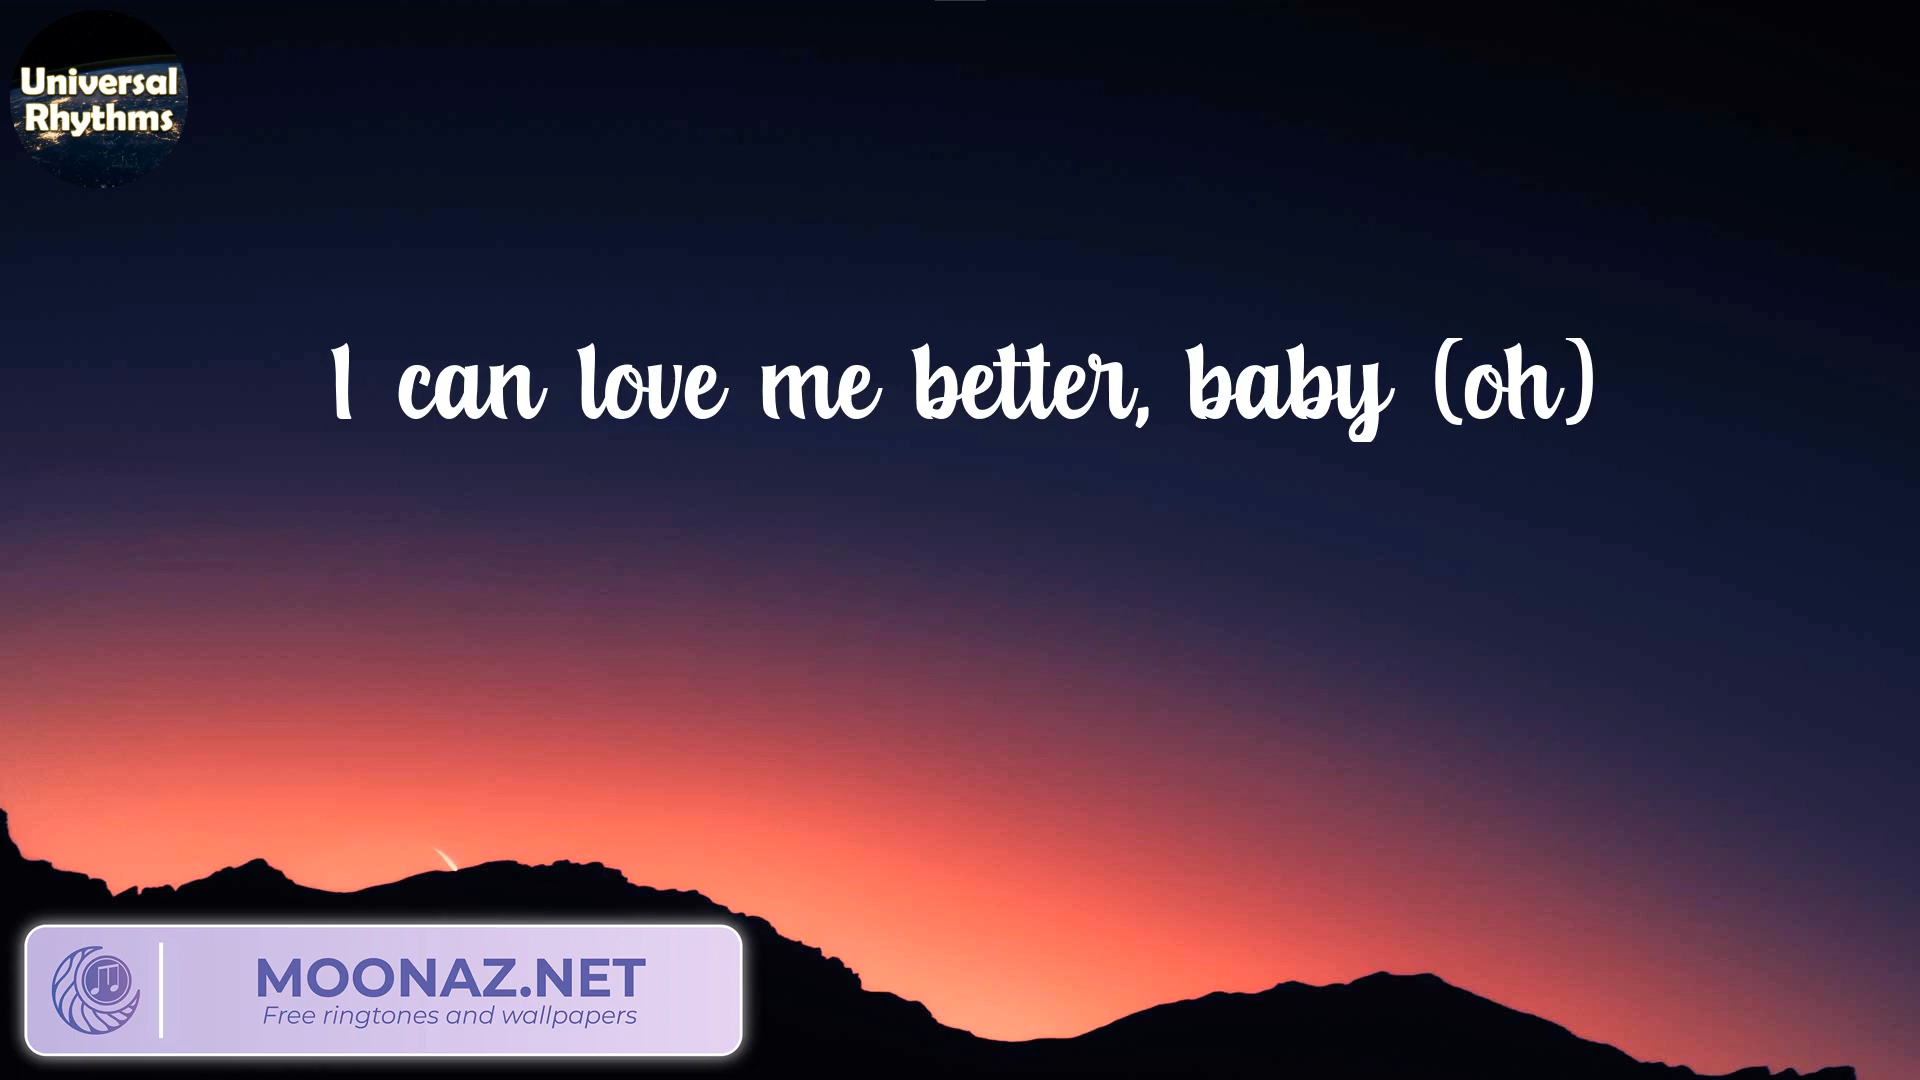 Universal
Rhythms
I can love me better, baby (oh)
MOONAZ.NET
Free ringtones and wallpapers